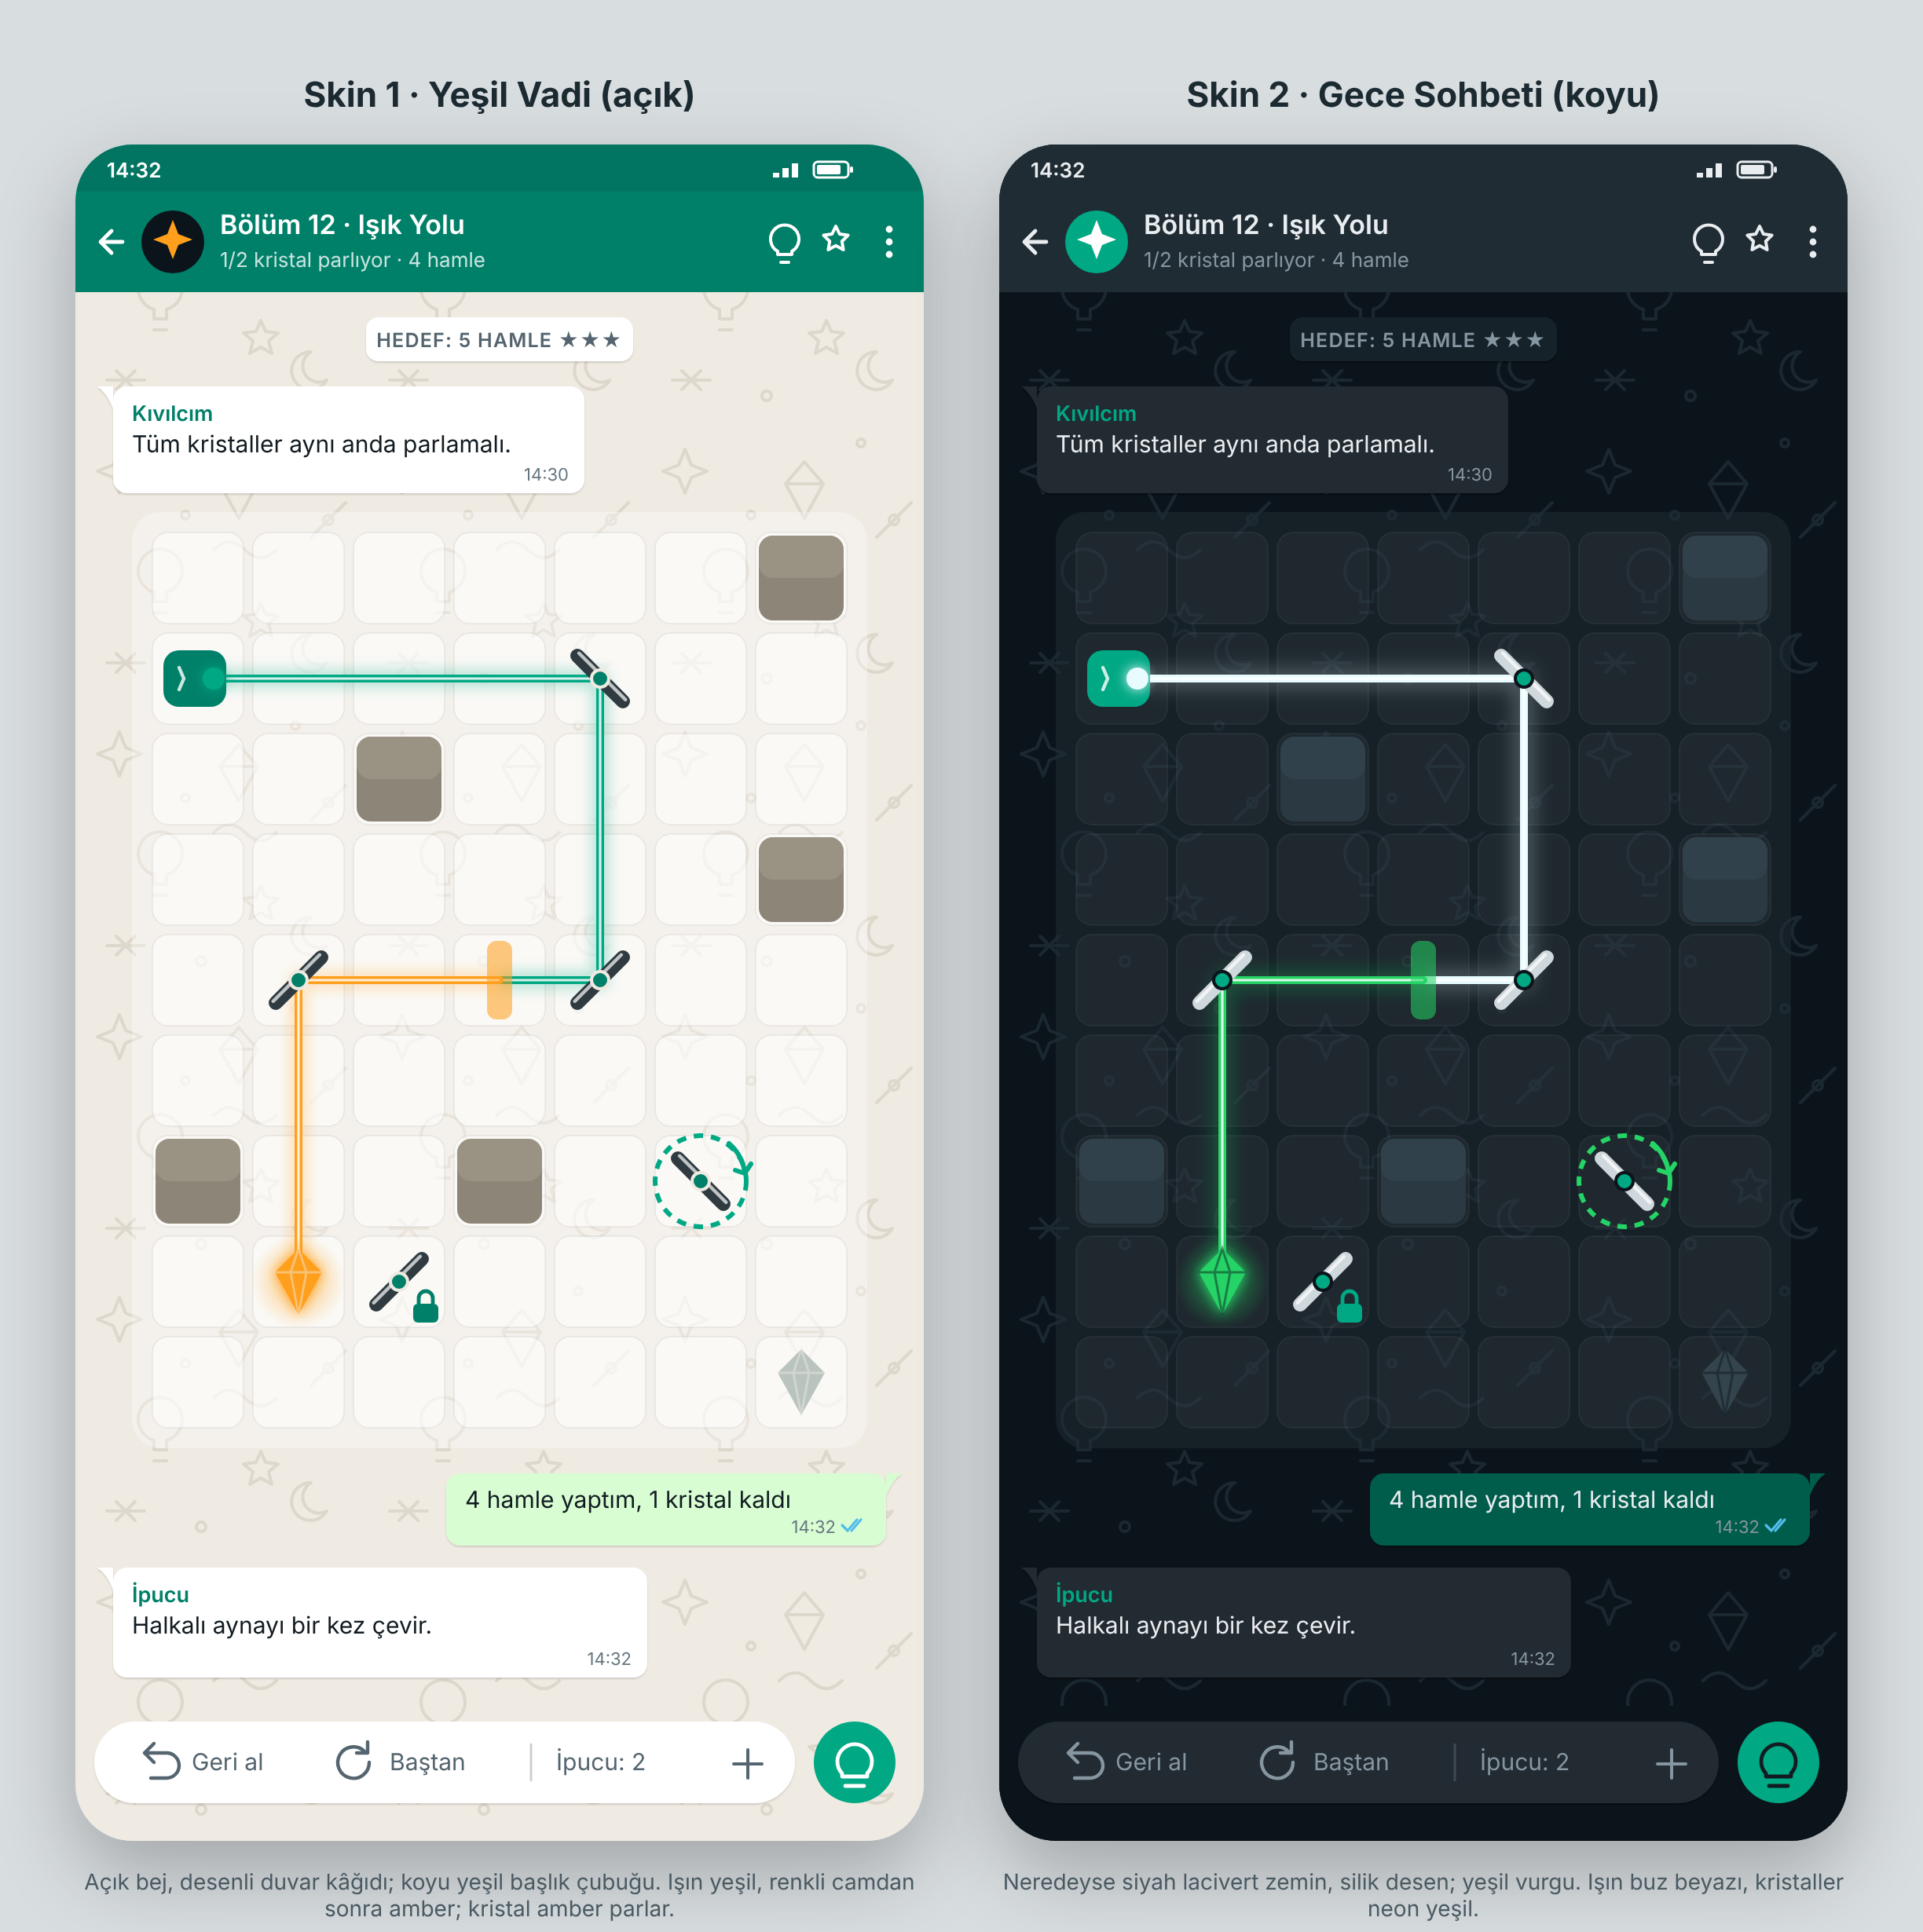 Skin 1 · Yeşil Vadi (açık)
14:32
Bölüm 12 · Işık Yolu
1/2 kristal parlıyor · 4 hamle
HEDEF: 5 HAMLE ★★★
Kıvılcım
Tüm kristaller aynı anda parlamalı.
14:30
4 hamle yaptım, 1 kristal kaldı
14:32
İpucu
Halkalı aynayı bir kez çevir.
14:32
Geri al
Baştan
İpucu: 2
Açık bej, desenli duvar kâğıdı; koyu yeşil başlık çubuğu. Işın yeşil, renkli camdan
sonra amber; kristal amber parlar.
Skin 2 · Gece Sohbeti (koyu)
14:32
Bölüm 12 · Işık Yolu
1/2 kristal parlıyor · 4 hamle
HEDEF: 5 HAMLE ★★★
Kıvılcım
Tüm kristaller aynı anda parlamalı.
14:30
4 hamle yaptım, 1 kristal kaldı
14:32
İpucu
Halkalı aynayı bir kez çevir.
14:32
Geri al
Baştan
İpucu: 2
Neredeyse siyah lacivert zemin, silik desen; yeşil vurgu. Işın buz beyazı, kristaller
neon yeşil.